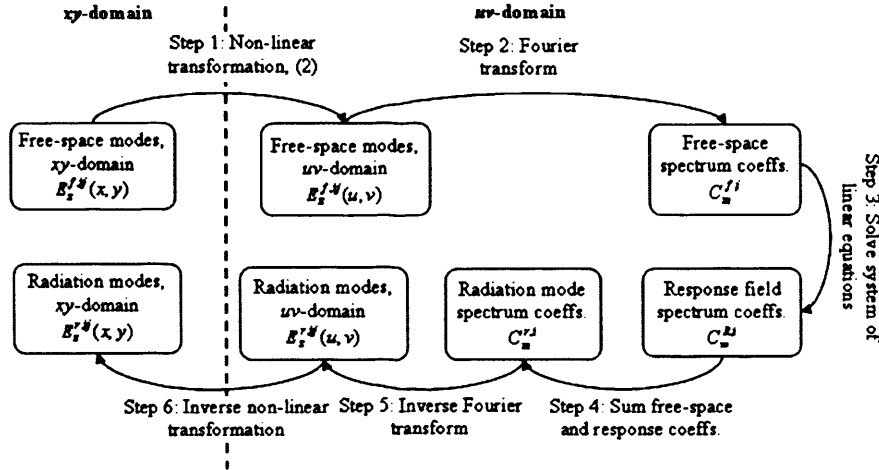 xy-domain
uv-domain
Step 1: Non-linear
transformation, (2)
Step 2: Fourier
transform
Free-space modes,
xy-domain
E_z^{f,ij}(x, y)
Free-space modes,
uv-domain
E_z^{f,ij}(u, v)
Free-space
spectrum coeffs.
C_m^{f,i}
Step 3: Solve system of
linear equations
Radiation modes,
xy-domain
E_z^{r,ij}(x, y)
Radiation modes,
uv-domain
E_z^{r,ij}(u, v)
Radiation mode
spectrum coeffs.
C_m^{r,i}
Response field
spectrum coeffs.
C_m^{R,i}
Step 6: Inverse non-linear
transformation
Step 5: Inverse Fourier
transform
Step 4: Sum free-space
and response coeffs.